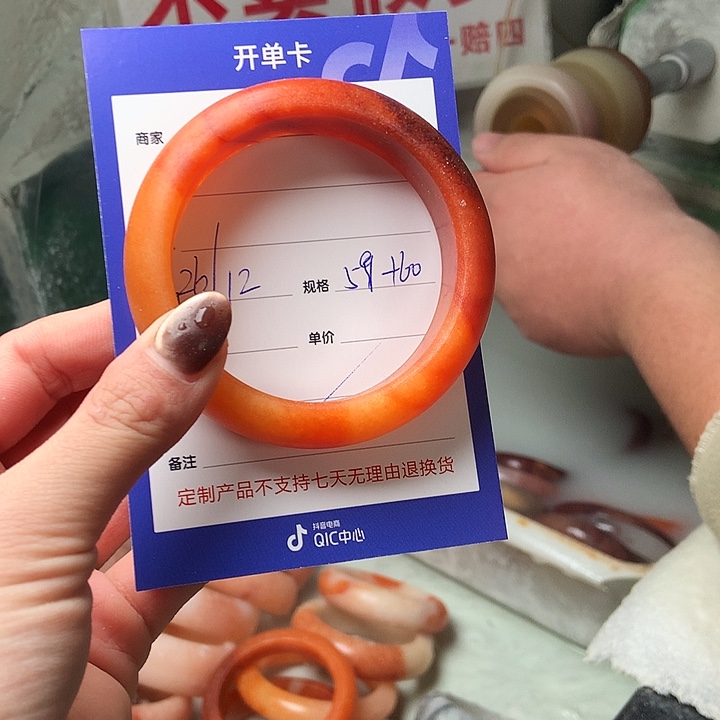 开单卡
商家
26/12 规格 59+60
单价
备注
定制产品不支持七天无理由退换货
抖音电商
QIC中心